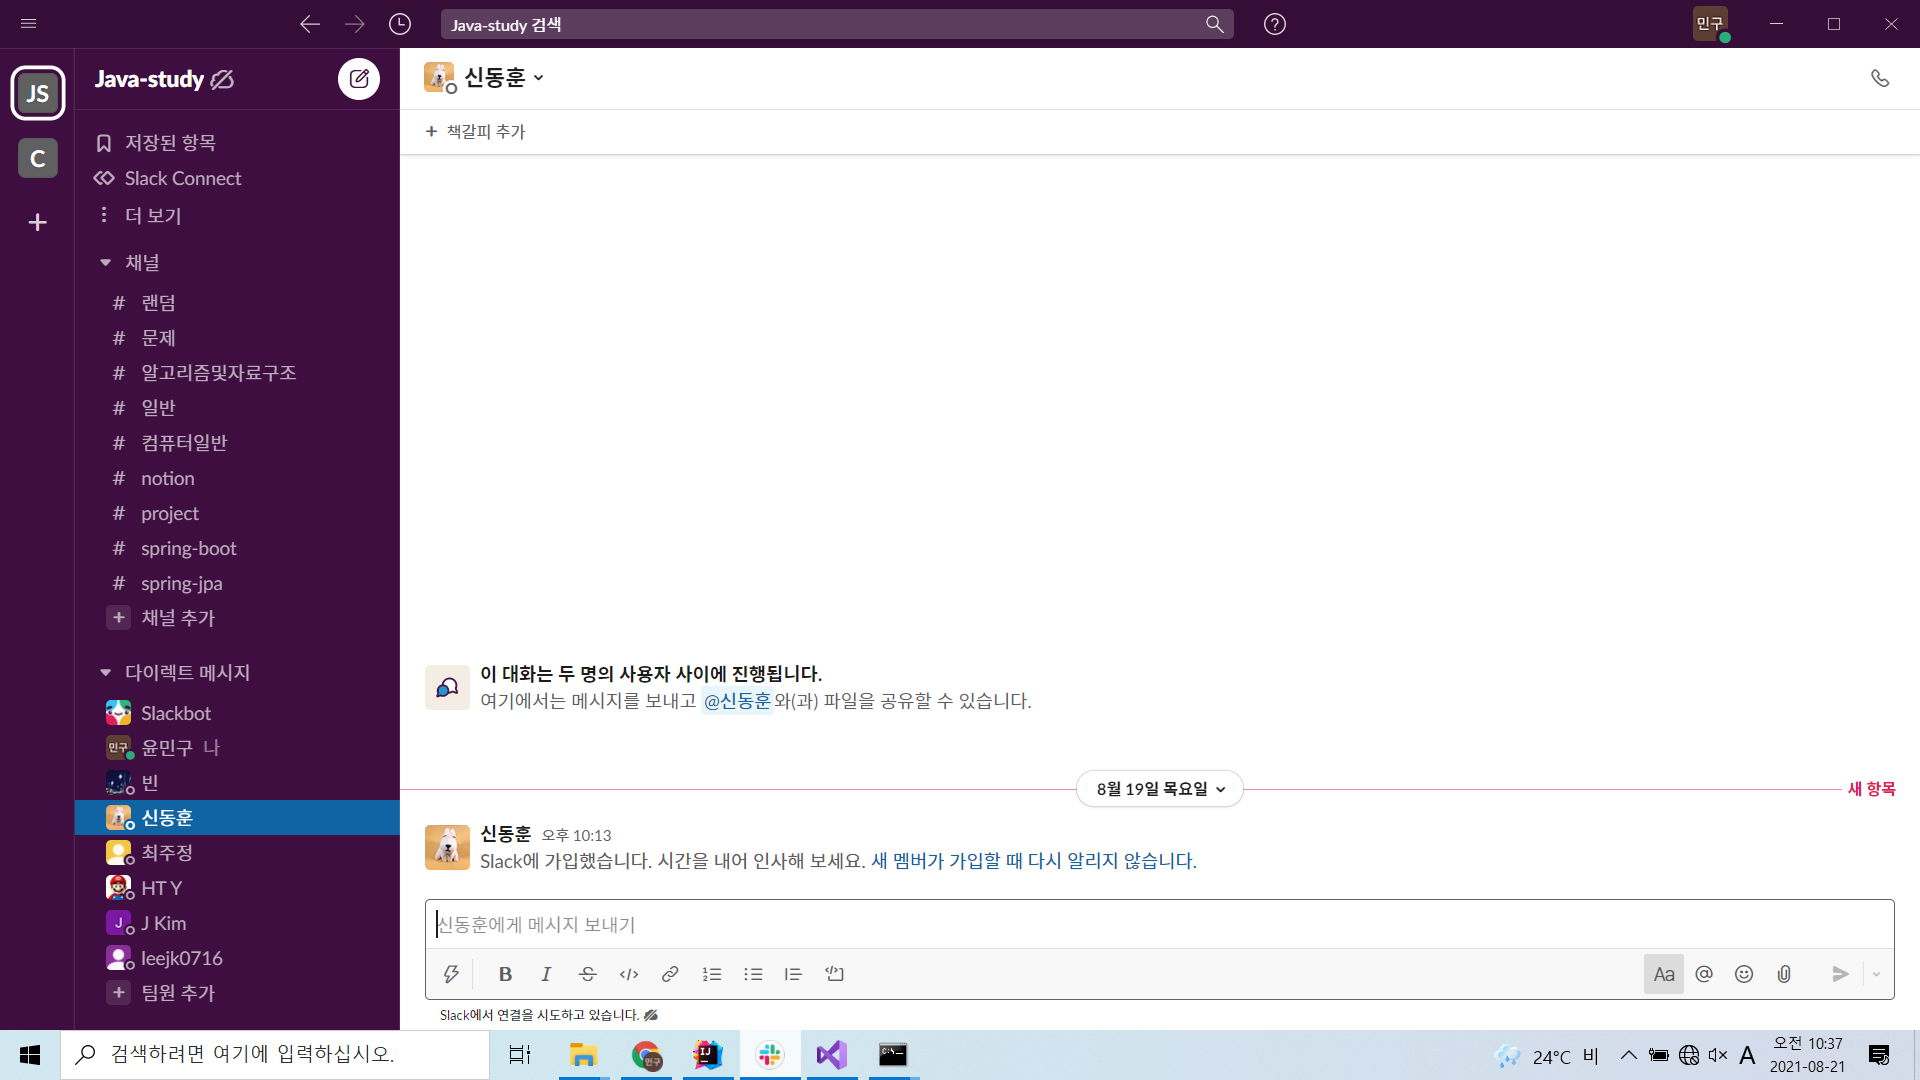 Java-study 검색
민구
JS
C
Java-study
저장된 항목
Slack Connect
더 보기
채널
# 랜덤
# 문제
# 알고리즘및자료구조
# 일반
# 컴퓨터일반
# notion
# project
# spring-boot
# spring-jpa
+ 채널 추가
다이렉트 메시지
Slackbot
민구 윤민구 나
빈
신동훈
최주정
HT Y
J J Kim
leejk0716
+ 팀원 추가
신동훈
+ 책갈피 추가
이 대화는 두 명의 사용자 사이에 진행됩니다.
여기에서는 메시지를 보내고 @신동훈와(과) 파일을 공유할 수 있습니다.
8월 19일 목요일
새 항목
신동훈 오후 10:13
Slack에 가입했습니다. 시간을 내어 인사해 보세요. 새 멤버가 가입할 때 다시 알리지 않습니다.
신동훈에게 메시지 보내기
B I S </> Aa @
Slack에서 연결을 시도하고 있습니다.
검색하려면 여기에 입력하십시오.
민구
IJ
C:\
24°C 비
A
오전 10:37
2021-08-21
3